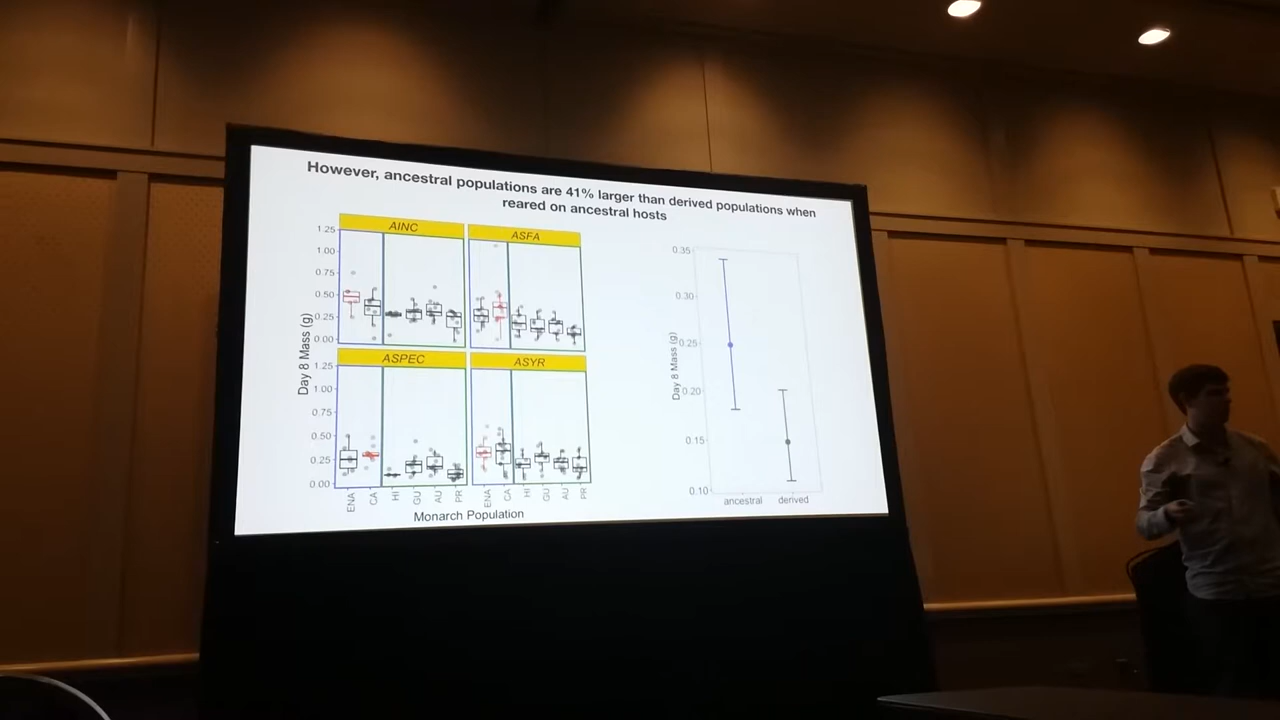 However, ancestral populations are 41% larger than derived populations when
reared on ancestral hosts
AINC
ASFA
1.25
1.00
0.75
0.50
0.25
0.00
Day 8 Mass (g)
ASPEC
ASYR
1.25
1.00
0.75
0.50
0.25
0.00
ENA
CA
HI
GU
AU
PR
ENA
CA
HI
GU
AU
PR
Monarch Population
0.35
0.30
0.25
0.20
0.15
0.10
Day 8 Mass (g)
ancestral
derived